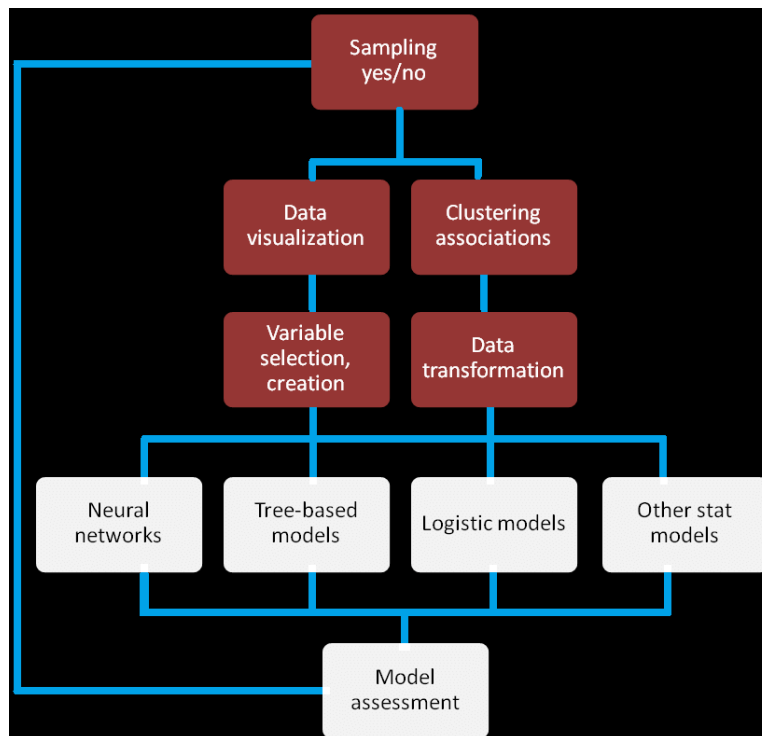 Sampling
yes/no
Data
visualization
Clustering
associations
Variable
selection,
creation
Data
transformation
Neural
networks
Tree-based
models
Logistic models
Other stat
models
Model
assessment